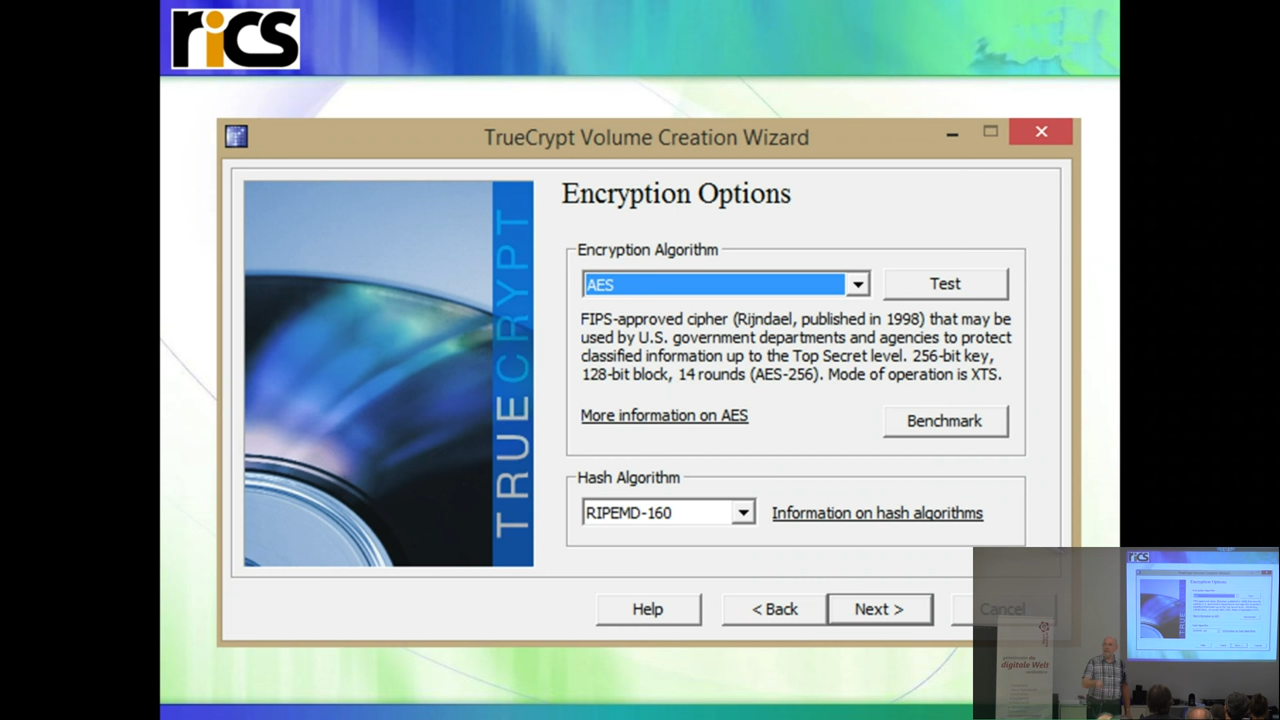 rics
TrueCrypt Volume Creation Wizard
TRUECRYPT
Encryption Options
Encryption Algorithm
AES
Test
FIPS-approved cipher (Rijndael, published in 1998) that may be
used by U.S. government departments and agencies to protect
classified information up to the Top Secret level. 256-bit key,
128-bit block, 14 rounds (AES-256). Mode of operation is XTS.
More information on AES
Benchmark
Hash Algorithm
RIPEMD-160
Information on hash algorithms
Help
< Back
Next >
Cancel
rics
Encryption Options
digitale Welt